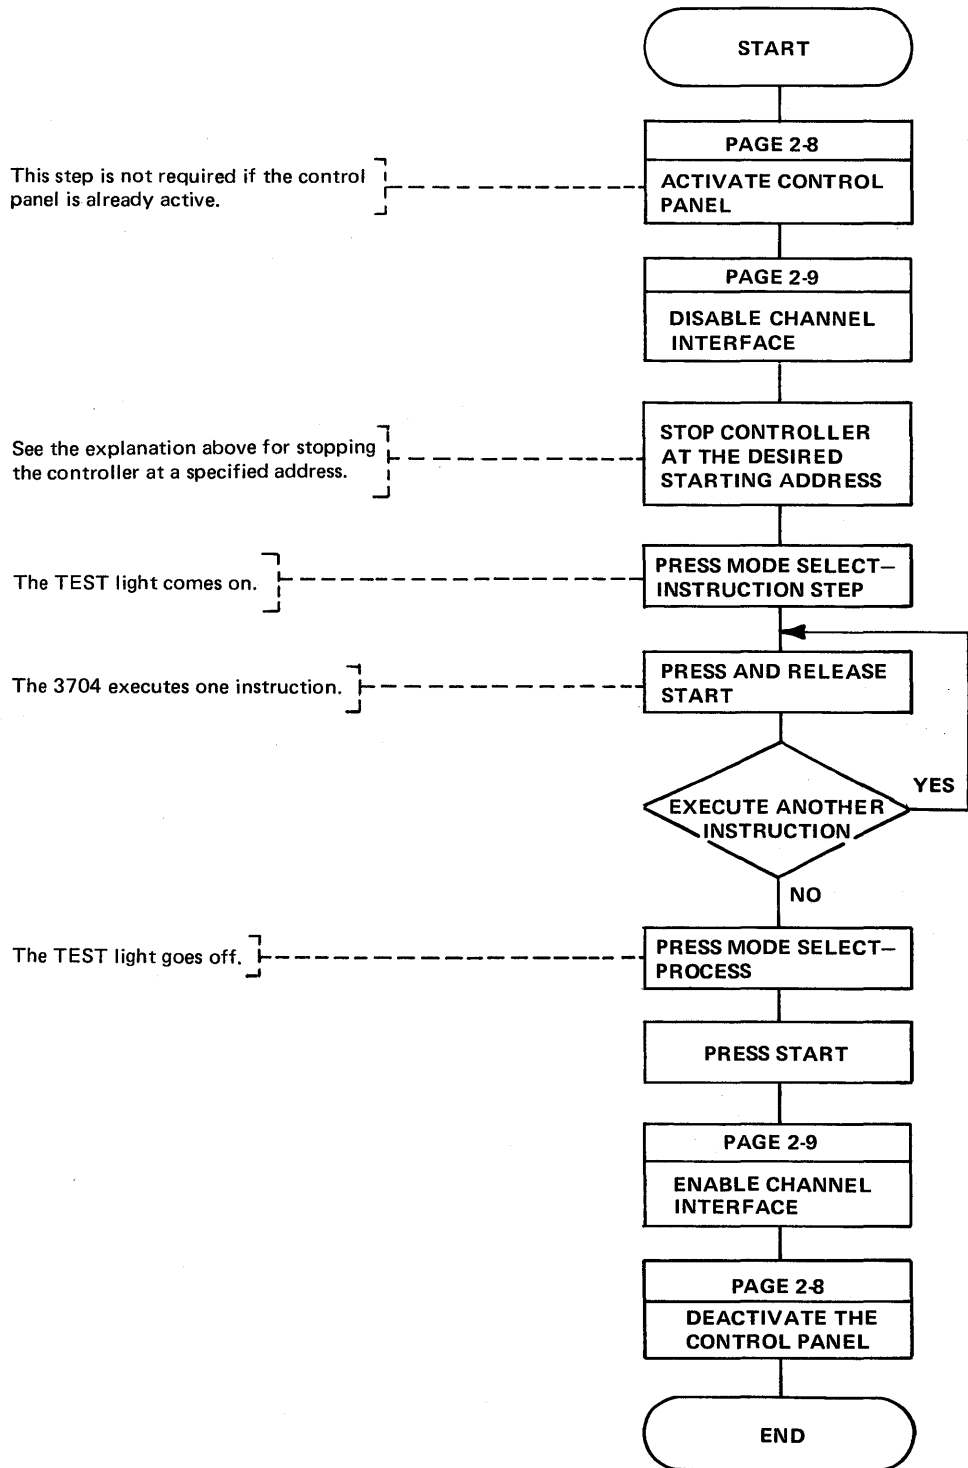 START
PAGE 2-8
This step is not required if the control
panel is already active.
ACTIVATE CONTROL
PANEL
PAGE 2-9
DISABLE CHANNEL
INTERFACE
See the explanation above for stopping
the controller at a specified address.
STOP CONTROLLER
AT THE DESIRED
STARTING ADDRESS
The TEST light comes on.
PRESS MODE SELECT—
INSTRUCTION STEP
The 3704 executes one instruction.
PRESS AND RELEASE
START
YES
EXECUTE ANOTHER
INSTRUCTION
NO
The TEST light goes off.
PRESS MODE SELECT—
PROCESS
PRESS START
PAGE 2-9
ENABLE CHANNEL
INTERFACE
PAGE 2-8
DEACTIVATE THE
CONTROL PANEL
END